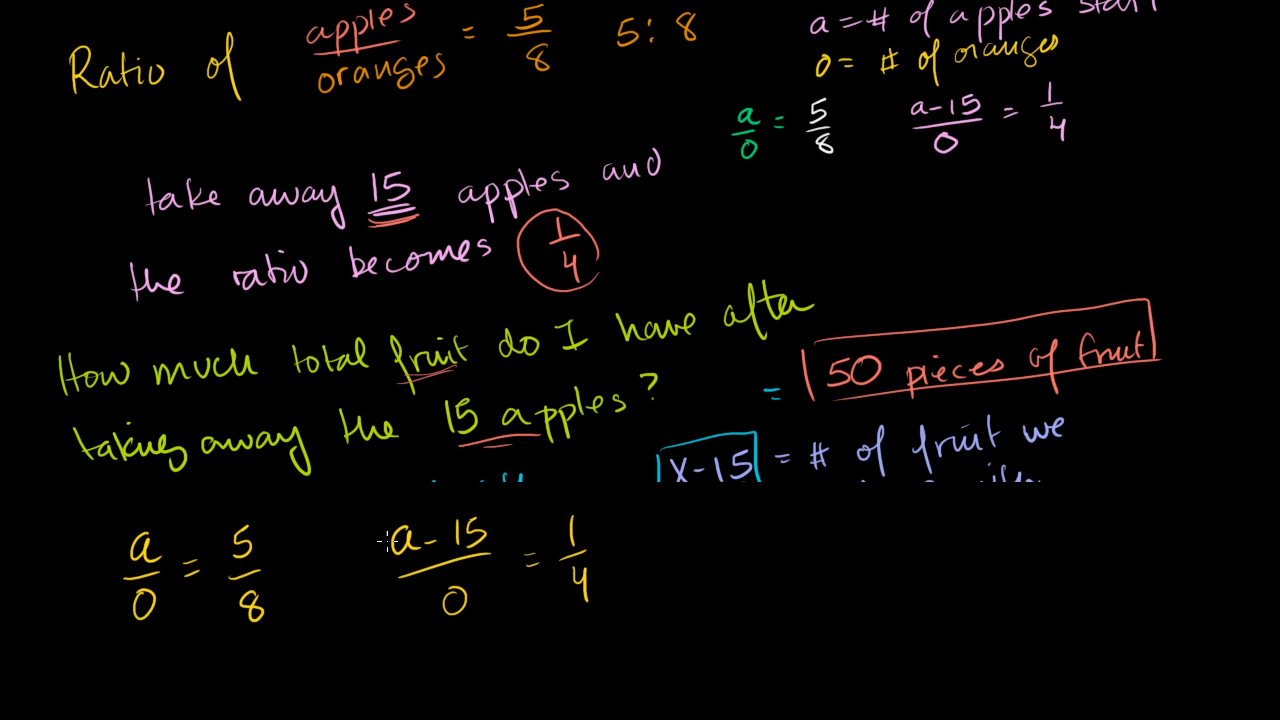 Ratio of apples/oranges = 5/8 5:8
a = # of apples start
o = # of oranges
a/o = 5/8 a-15/o = 1/4
take away 15 apples and
the ratio becomes 1/4
How much total fruit do I have after
taking away the 15 apples?
= 50 pieces of fruit
x-15 = # of fruit we
a/o = 5/8 a-15/o = 1/4